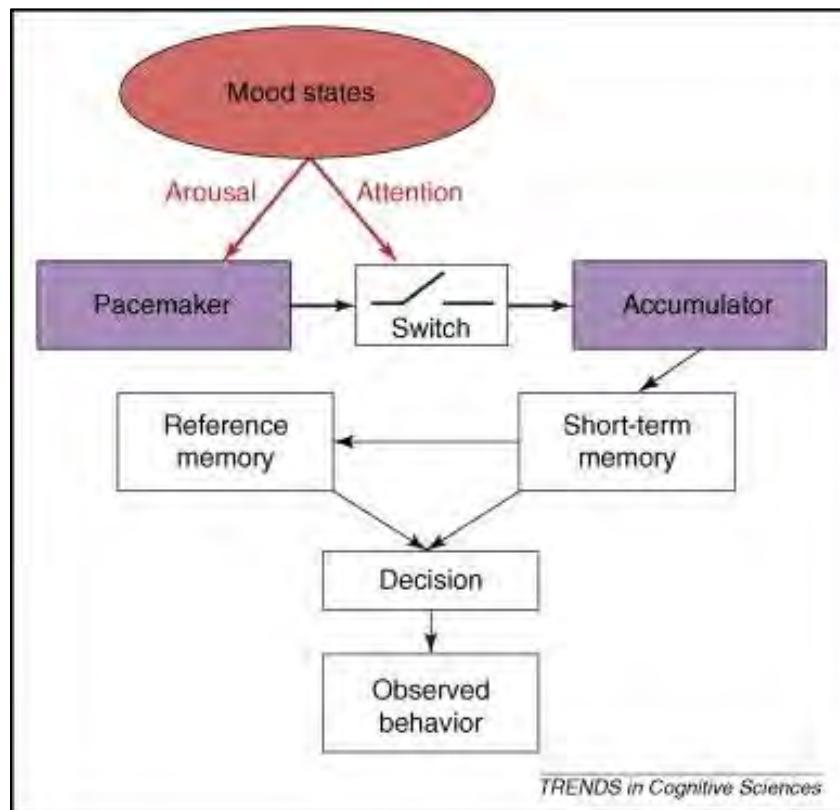 Mood states
Arousal
Attention
Pacemaker
Switch
Accumulator
Reference
memory
Short-term
memory
Decision
Observed
behavior
TRENDS in Cognitive Sciences